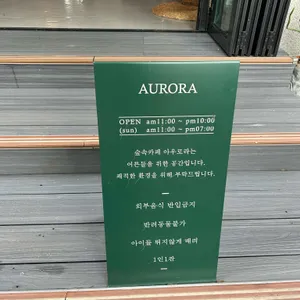 AURORA
OPEN am11:00 ~ pm10:00
(sun) am11:00 ~ pm07:00
숲속카페 아우로라는
어른들을 위한 공간입니다.
쾌적한 환경을 위해 부탁드립니다.
외부음식 반입금지
반려동물불가
아이들 뛰지않게 배려
1인1잔